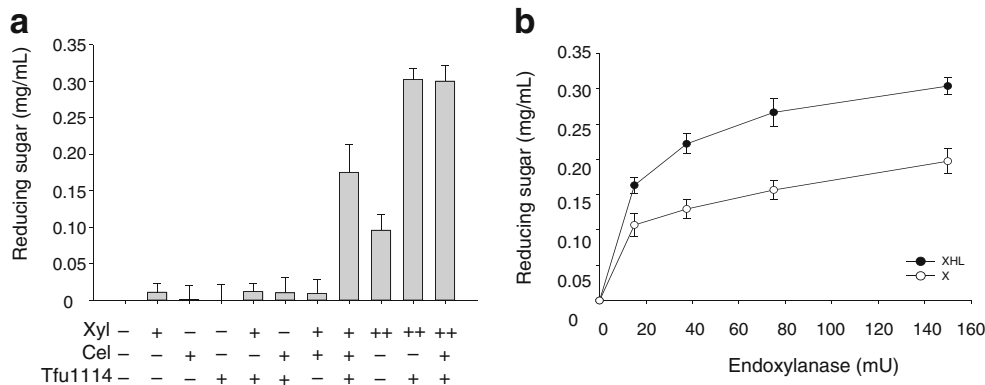 a
Reducing sugar (mg/mL)
0.35
0.30
0.25
0.20
0.15
0.10
0.05
0
Xyl − + − − + − + + ++ ++ ++
Cel − − + − − + + + − − +
Tfu1114 − − − + + + − + − + +
b
Reducing sugar (mg/mL)
0.35
0.30
0.25
0.20
0.15
0.10
0.05
0
XHL
X
0 20 40 60 80 100 120 140 160
Endoxylanase (mU)